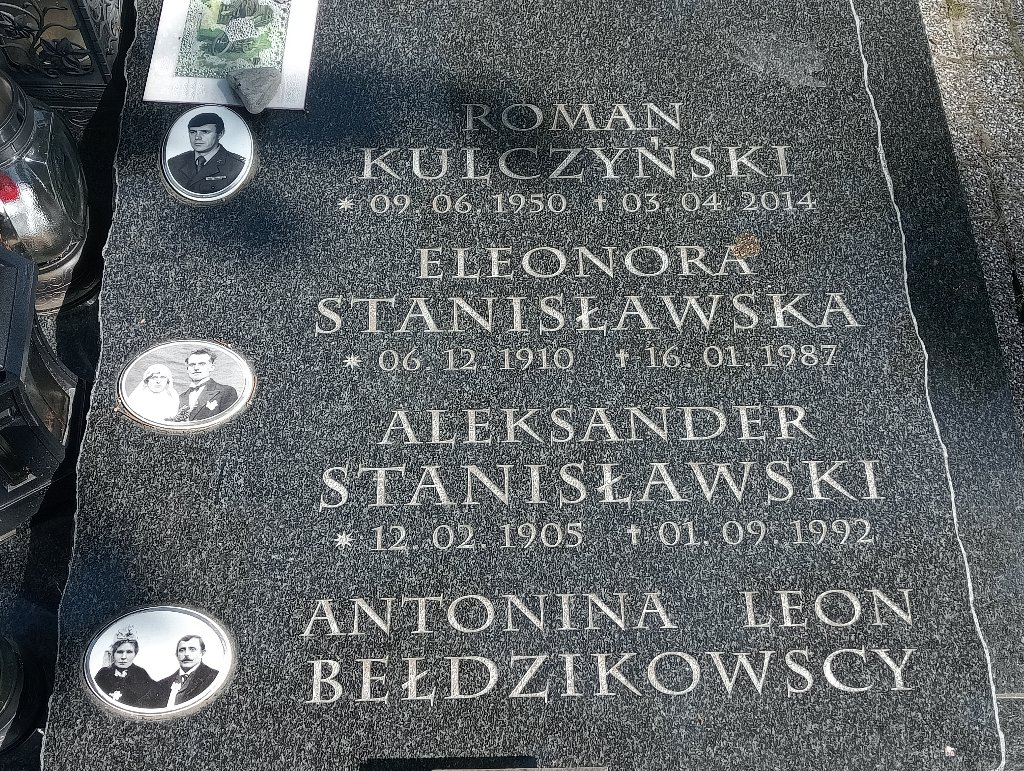 ROMAN
KULCZYŃSKI
* 09. 06. 1950 † 03. 04. 2014
ELEONORA
STANISŁAWSKA
* 06. 12. 1910 † 16. 01. 1987
ALEKSANDER
STANISŁAWSKI
* 12. 02. 1905 † 01. 09. 1992
ANTONINA LEON
BEŁDZIKOWSCY